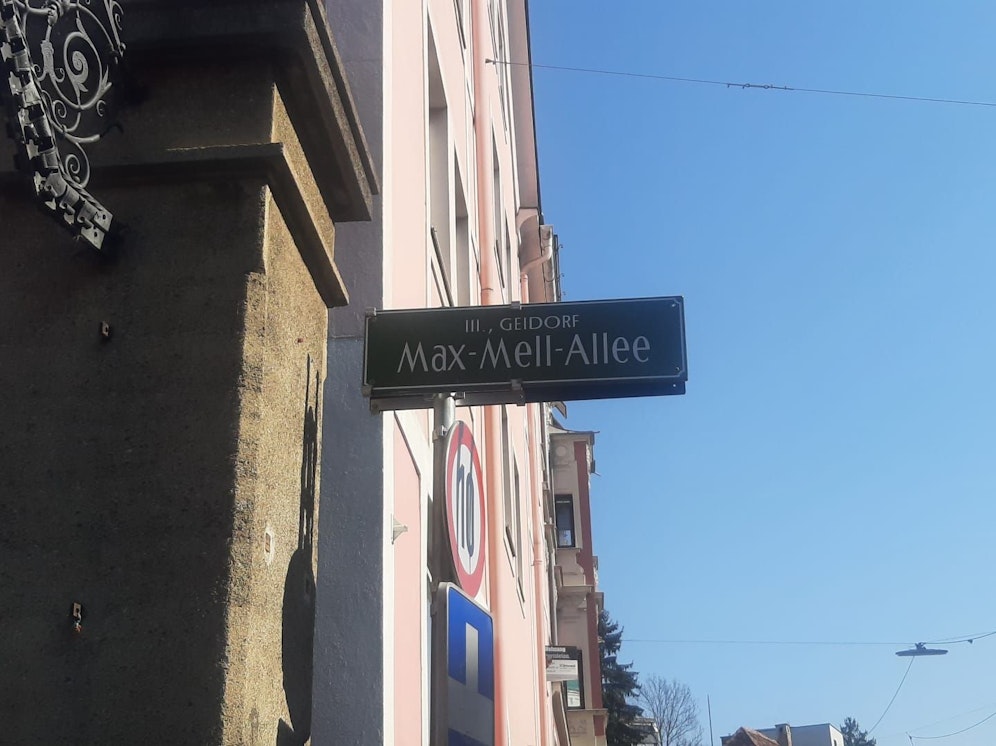 III., GEIDORF
Max-Mell-Allee